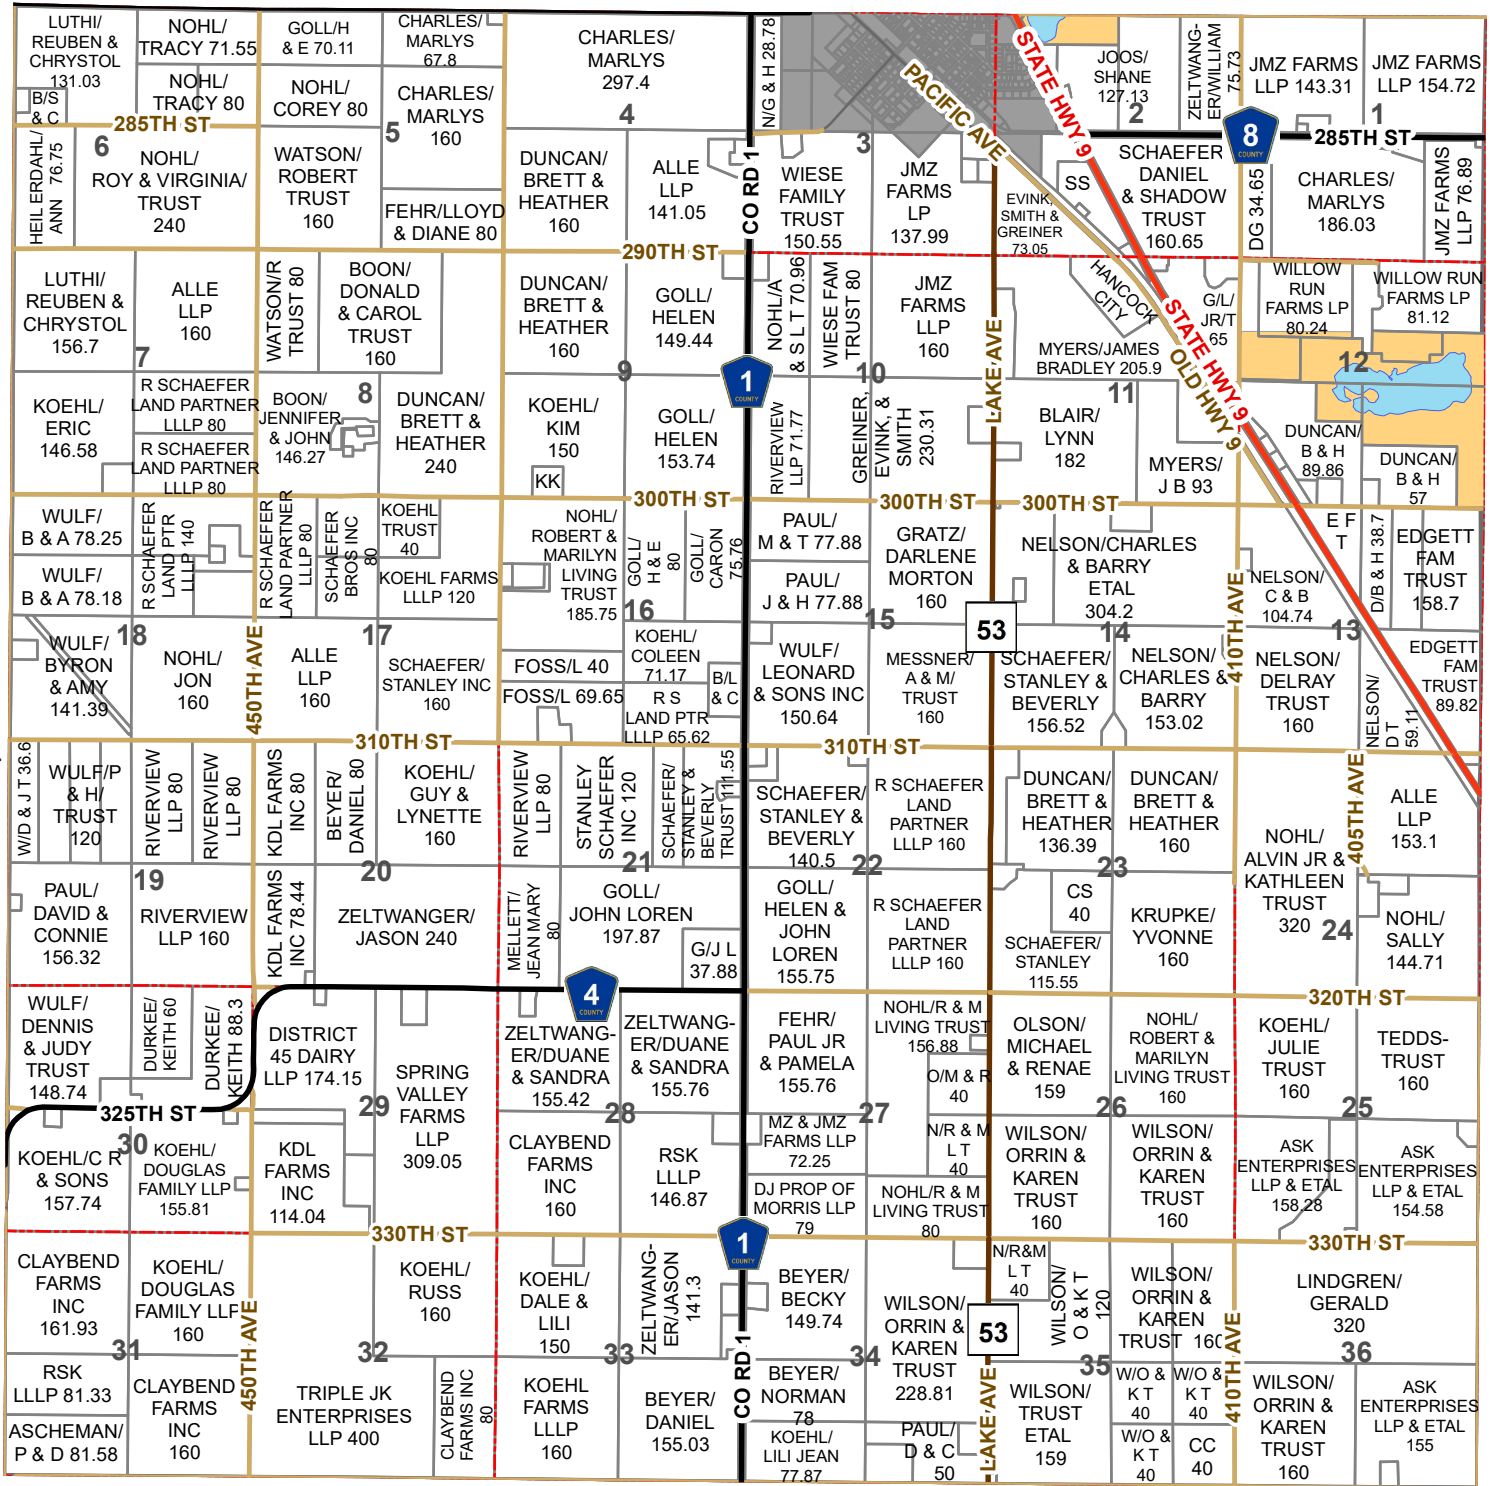 LUTHI/
REUBEN &
CHRYSTOL
131.03
NOHL/
TRACY 71.55
GOLL/H
& E 70.11
CHARLES/
MARLYS
67.8
CHARLES/
MARLYS
297.4
N/G & H 28.78
STATE HWY 9
JOOS/
SHANE
127.13
ZELTWANG-
ER/WILLIAM
75.73
JMZ FARMS
LLP 143.31
JMZ FARMS
LLP 154.72
B/S
& C
NOHL/
TRACY 80
NOHL/
COREY 80
CHARLES/
MARLYS
160
4
PACIFIC AVE
2
1
285TH ST
5
8
COUNTY
285TH ST
HEIL ERDAHL/
ANN 76.75
6
NOHL/
ROY & VIRGINIA/
TRUST
240
WATSON/
ROBERT
TRUST
160
FEHR/LLOYD
& DIANE 80
DUNCAN/
BRETT &
HEATHER
160
ALLE
LLP
141.05
CO RD 1
3
WIESE
FAMILY
TRUST
150.55
JMZ
FARMS
LP
137.99
EVINK,
SMITH &
GREINER
73.05
SS
SCHAEFER
DANIEL
& SHADOW
TRUST
160.65
DG 34.65
CHARLES/
MARLYS
186.03
JMZ FARMS
LLP 76.89
290TH ST
LUTHI/
REUBEN &
CHRYSTOL
156.7
ALLE
LLP
160
WATSON/R
TRUST 80
BOON/
DONALD
& CAROL
TRUST
160
DUNCAN/
BRETT &
HEATHER
160
GOLL/
HELEN
149.44
NOHL/A
& S L T 70.96
WIESE FAM
TRUST 80
JMZ
FARMS
LLP
160
LAKE AVE
HANCOCK
CITY
G/L/
JR/T
65
STATE HWY 9
OLD HWY 9
WILLOW
RUN
FARMS LP
80.24
WILLOW RUN
FARMS LP
81.12
MYERS/JAMES
BRADLEY 205.9
7
8
9
1
COUNTY
10
11
12
KOEHL/
ERIC
146.58
R SCHAEFER
LAND PARTNER
LLLP 80
R SCHAEFER
LAND PARTNER
LLLP 80
BOON/
JENNIFER
& JOHN
146.27
DUNCAN/
BRETT &
HEATHER
240
KOEHL/
KIM
150
KK
GOLL/
HELEN
153.74
RIVERVIEW
LLP 71.77
GREINER,
EVINK, &
SMITH
230.31
BLAIR/
LYNN
182
MYERS/
J B 93
DUNCAN/
B & H
89.86
DUNCAN/
B & H
57
300TH ST
300TH ST
300TH ST
WULF/
B & A 78.25
WULF/
B & A 78.18
R SCHAEFER
LAND PTR
LLLP 140
R SCHAEFER
LAND PARTNER
LLLP 80
SCHAEFER
BROS INC
80
KOEHL
TRUST
40
KOEHL FARMS
LLLP 120
NOHL/
ROBERT &
MARILYN
LIVING
TRUST
185.75
GOLL/
H & E
80
GOLL/
CARON
75.76
PAUL/
M & T 77.88
PAUL/
J & H 77.88
GRATZ/
DARLENE
MORTON
160
NELSON/CHARLES
& BARRY
ETAL
304.2
410TH AVE
NELSON/
C & B
104.74
E F
T
D/B & H 38.7
EDGETT
FAM
TRUST
158.7
18
17
16
15
53
14
13
WULF/
BYRON
& AMY
141.39
NOHL/
JON
160
450TH AVE
ALLE
LLP
160
SCHAEFER/
STANLEY INC
160
FOSS/L 40
FOSS/L 69.65
KOEHL/
COLEEN
71.17
R S
LAND PTR
LLLP 65.62
B/L
& C
WULF/
LEONARD
& SONS INC
150.64
MESSNER/
A & M/
TRUST
160
SCHAEFER/
STANLEY &
BEVERLY
156.52
NELSON/
CHARLES &
BARRY
153.02
NELSON/
DELRAY
TRUST
160
NELSON/
D T
59.11
EDGETT
FAM
TRUST
89.82
310TH ST
310TH ST
W/D & J T 36.6
WULF/P
& H/
TRUST
120
RIVERVIEW
LLP 80
RIVERVIEW
LLP 80
KDL FARMS
INC 80
BEYER/
DANIEL 80
KOEHL/
GUY &
LYNETTE
160
RIVERVIEW
LLP 80
STANLEY
SCHAEFER
INC 120
SCHAEFER/
STANLEY &
BEVERLY
TRUST 111.55
SCHAEFER/
STANLEY &
BEVERLY
140.5
R SCHAEFER
LAND
PARTNER
LLLP 160
DUNCAN/
BRETT &
HEATHER
136.39
DUNCAN/
BRETT &
HEATHER
160
NOHL/
ALVIN JR &
KATHLEEN
TRUST
320
405TH AVE
ALLE
LLP
153.1
19
20
21
22
23
24
PAUL/
DAVID &
CONNIE
156.32
RIVERVIEW
LLP 160
KDL FARMS
INC 78.44
ZELTWANGER/
JASON 240
MELLETT/
JEAN MARY
80
GOLL/
JOHN LOREN
197.87
G/J L
37.88
GOLL/
HELEN &
JOHN
LOREN
155.75
R SCHAEFER
LAND
PARTNER
LLLP 160
CS
40
SCHAEFER/
STANLEY
115.55
KRUPKE/
YVONNE
160
NOHL/
SALLY
144.71
4
COUNTY
320TH ST
WULF/
DENNIS
& JUDY
TRUST
148.74
DURKEE/
KEITH 60
DURKEE/
KEITH 88.3
DISTRICT
45 DAIRY
LLP 174.15
SPRING
VALLEY
FARMS
LLP
309.05
ZELTWANG-
ER/DUANE
& SANDRA
155.42
ZELTWANG-
ER/DUANE
& SANDRA
155.76
FEHR/
PAUL JR
& PAMELA
155.76
NOHL/R & M
LIVING TRUST
156.88
O/M & R
40
OLSON/
MICHAEL
& RENAE
159
NOHL/
ROBERT &
MARILYN
LIVING TRUST
160
KOEHL/
JULIE
TRUST
160
TEDDS-
TRUST
160
325TH ST
30
29
28
27
26
25
KOEHL/C R
& SONS
157.74
KOEHL/
DOUGLAS
FAMILY LLP
155.81
KDL
FARMS
INC
114.04
CLAYBEND
FARMS
INC
160
RSK
LLLP
146.87
MZ & JMZ
FARMS LLP
72.25
DJ PROP OF
MORRIS LLP
79
N/R & M
L T
40
NOHL/R & M
LIVING TRUST
80
WILSON/
ORRIN &
KAREN
TRUST
160
WILSON/
ORRIN &
KAREN
TRUST
160
ASK
ENTERPRISES
LLP & ETAL
158.28
ASK
ENTERPRISES
LLP & ETAL
154.58
330TH ST
1
COUNTY
330TH ST
CLAYBEND
FARMS
INC
161.93
KOEHL/
DOUGLAS
FAMILY LLP
160
450TH AVE
KOEHL/
RUSS
160
KOEHL/
DALE &
LILI
150
ZELTWANG-
ER/JASON
141.3
CO RD 1
BEYER/
BECKY
149.74
WILSON/
ORRIN &
KAREN
TRUST
228.81
53
N/R&M
L T
40
WILSON/
O & K T
120
WILSON/
ORRIN &
KAREN
TRUST 160
410TH AVE
LINDGREN/
GERALD
320
31
32
33
34
35
36
RSK
LLLP 81.33
ASCHEMAN/
P & D 81.58
CLAYBEND
FARMS
INC
160
TRIPLE JK
ENTERPRISES
LLP 400
CLAYBEND
FARMS INC
80
KOEHL
FARMS
LLLP
160
BEYER/
DANIEL
155.03
BEYER/
NORMAN
78
KOEHL/
LILI JEAN
77.87
PAUL/
D & C
50
LAKE AVE
WILSON/
TRUST
ETAL
159
W/O &
K T
40
W/O &
K T
40
W/O &
K T
40
CC
40
WILSON/
ORRIN &
KAREN
TRUST
160
ASK
ENTERPRISES
LLP & ETAL
155